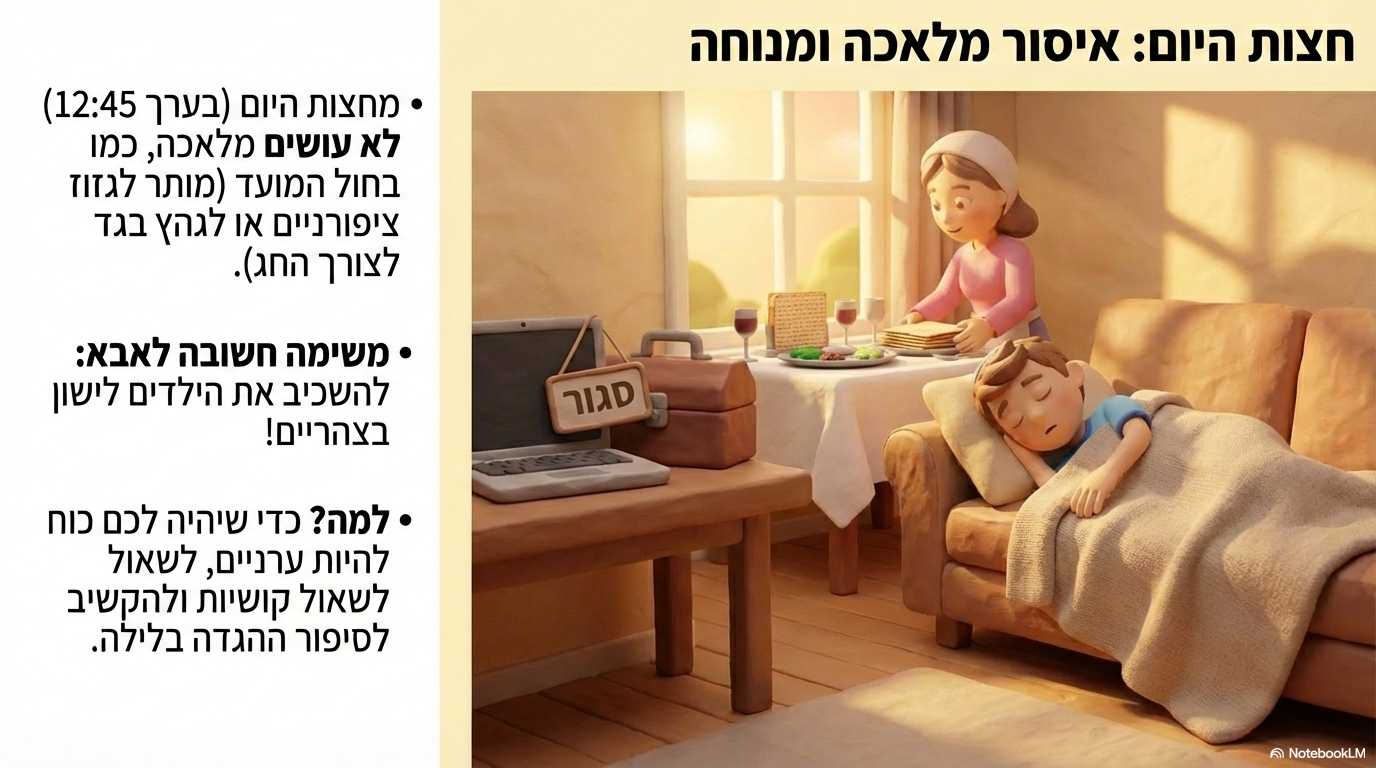 חצות היום: איסור מלאכה ומנוחה
• מחצות היום (בערך 12:45)
לא עושים מלאכה, כמו
בחול המועד (מותר לגזוז
ציפורניים או לגהץ בגד
לצורך החג).
• משימה חשובה לאבא:
להשכיב את הילדים לישון
בצהריים!
• למה? כדי שיהיה לכם כוח
להיות ערניים, לשאול
לשאול קושיות ולהקשיב
לסיפור ההגדה בלילה.
סגור
NotebookLM